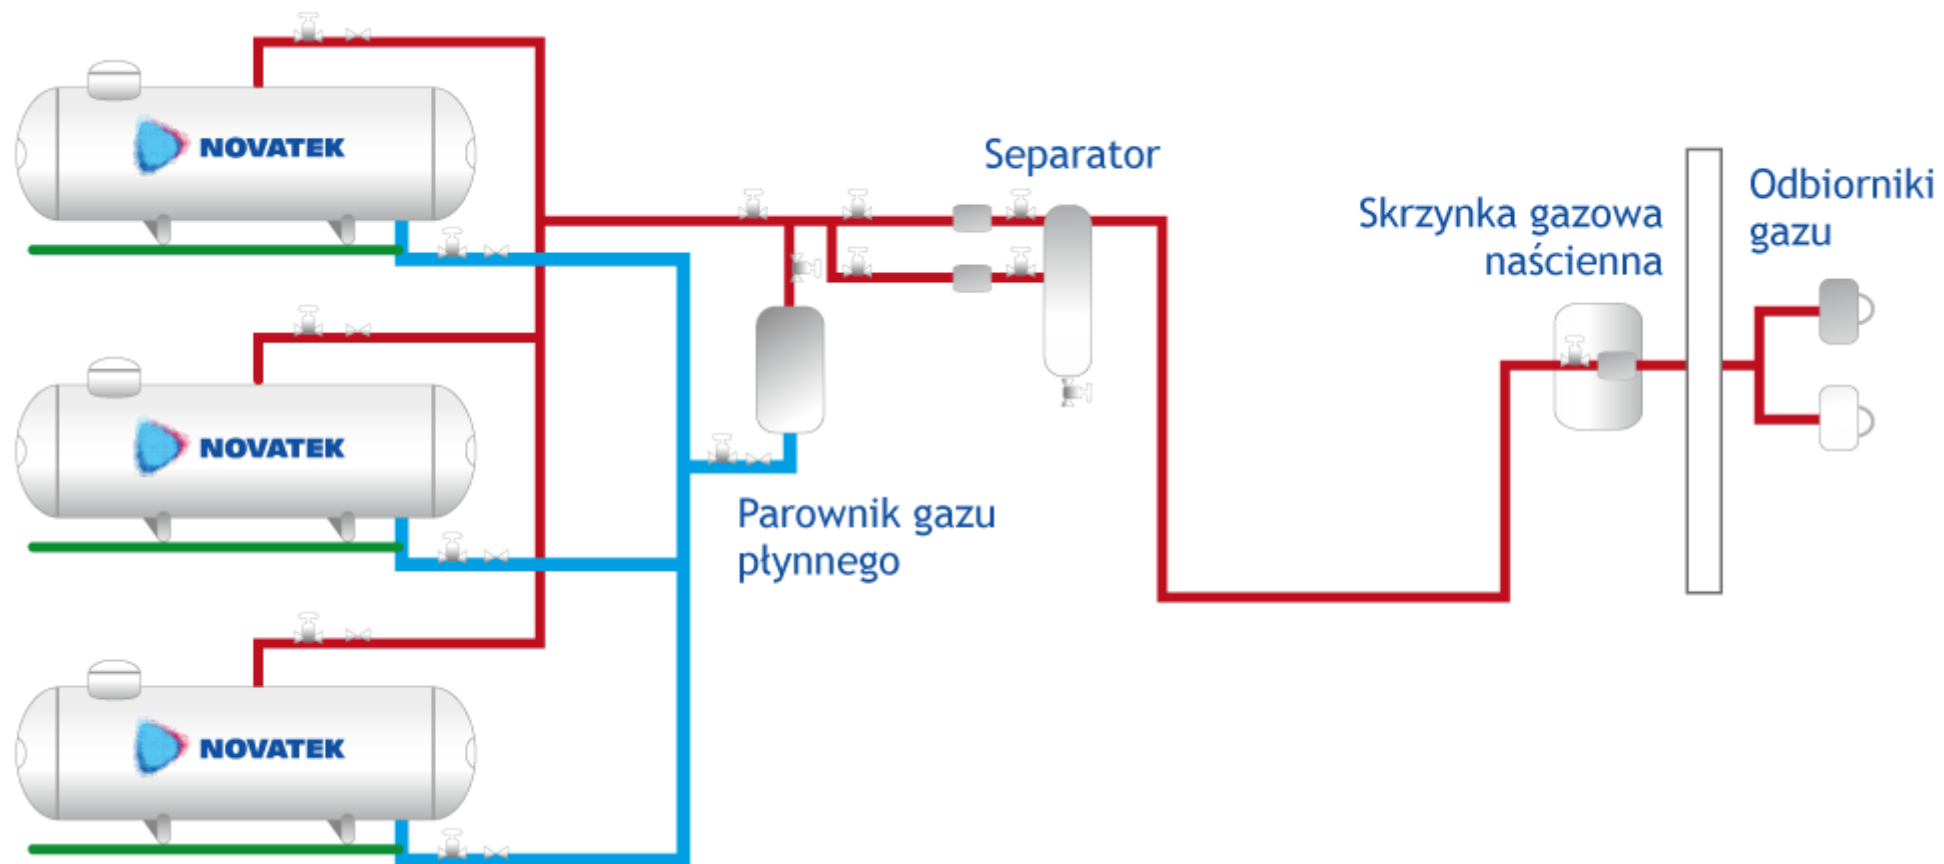 NOVATEK
Separator
Odbiorniki
gazu
Skrzynka gazowa
naścienna
NOVATEK
Parownik gazu
płynnego
NOVATEK